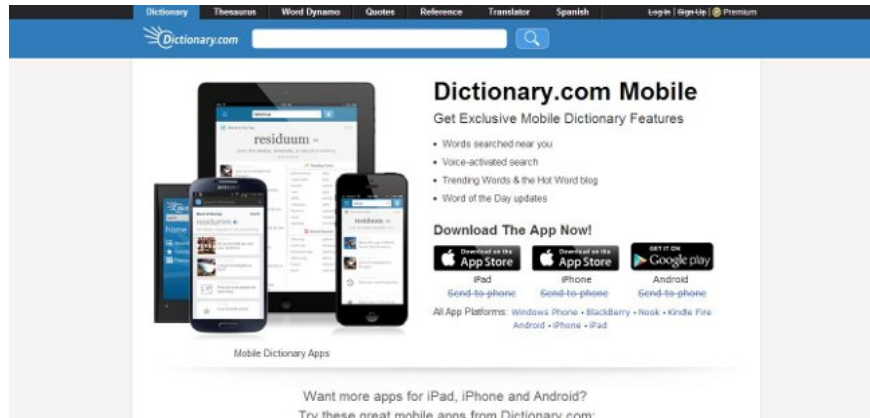 Dictionary Thesaurus Word Dynamo Quotes Reference Translator Spanish Log In | Sign Up | Premium
Dictionary.com
Dictionary.com Mobile
Get Exclusive Mobile Dictionary Features
• Words searched near you
• Voice-activated search
• Trending Words & the Hot Word blog
• Word of the Day updates
Download The App Now!
Download on the App Store
Download on the App Store
GET IT ON Google play
iPad iPhone Android
Send to phone Send to phone Send to phone
All App Platforms: Windows Phone • BlackBerry • Nook • Kindle Fire
Android • iPhone • iPad
residuum
residuum
residuum
SAMSUNG
home
Mobile Dictionary Apps
Want more apps for iPad, iPhone and Android?
Try these great mobile apps from Dictionary.com: